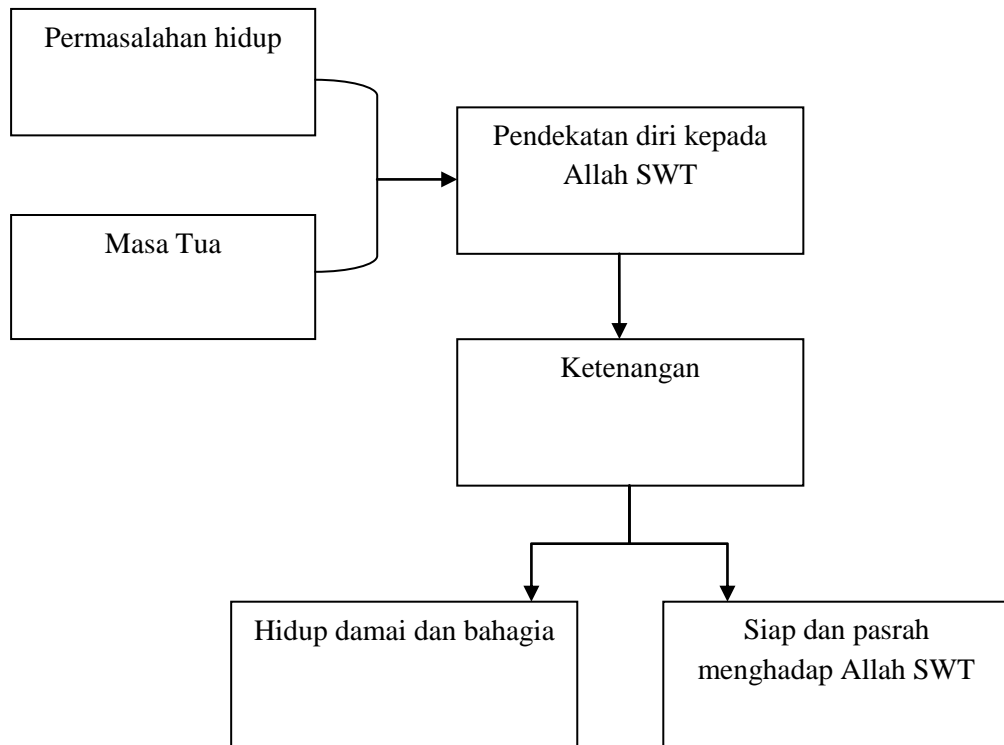 Permasalahan hidup
Masa Tua
Pendekatan diri kepada
Allah SWT
Ketenangan
Hidup damai dan bahagia
Siap dan pasrah
menghadap Allah SWT